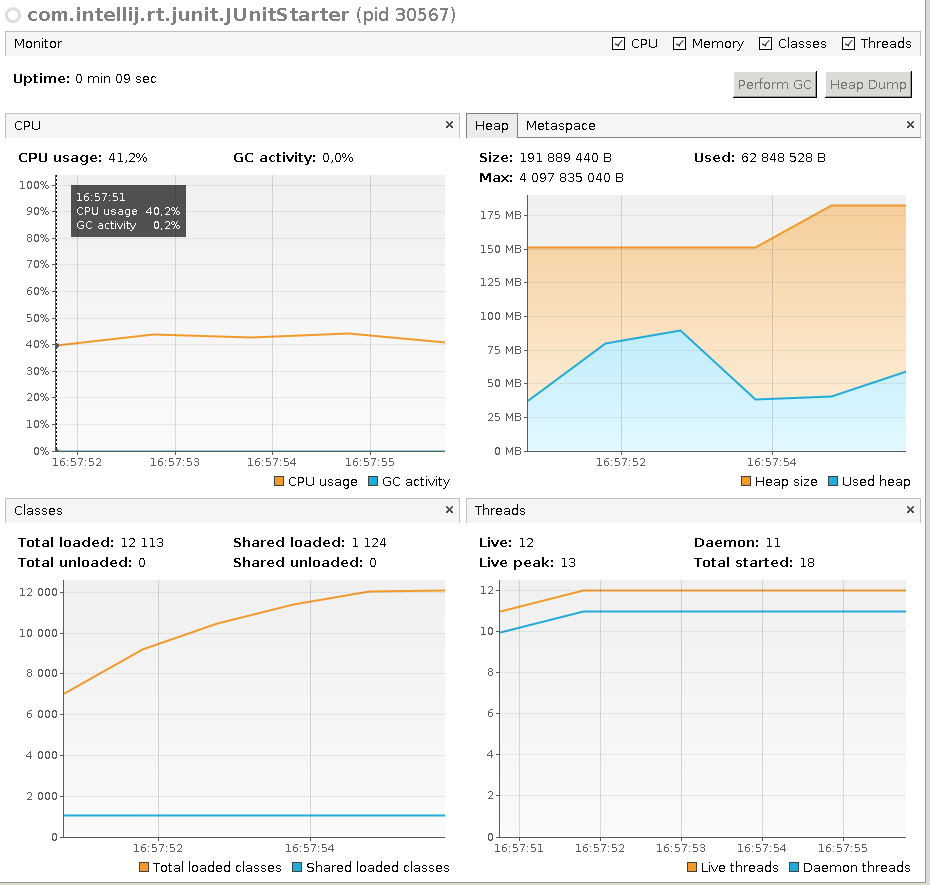 com.intellij.rt.junit.JUnitStarter (pid 30567)
Monitor
CPU Memory Classes Threads
Uptime: 0 min 09 sec
Perform GC Heap Dump
CPU
CPU usage: 41,2% GC activity: 0,0%
100%
90%
80%
70%
60%
50%
40%
30%
20%
10%
0%
16:57:51
CPU usage 40,2%
GC activity 0,2%
16:57:52 16:57:53 16:57:54 16:57:55
CPU usage GC activity
Heap Metaspace
Size: 191 889 440 B Used: 62 848 528 B
Max: 4 097 835 040 B
175 MB
150 MB
125 MB
100 MB
75 MB
50 MB
25 MB
0 MB
16:57:52 16:57:54
Heap size Used heap
Classes
Total loaded: 12 113 Shared loaded: 1 124
Total unloaded: 0 Shared unloaded: 0
12 000
10 000
8 000
6 000
4 000
2 000
0
16:57:52 16:57:54
Total loaded classes Shared loaded classes
Threads
Live: 12 Daemon: 11
Live peak: 13 Total started: 18
12
10
8
6
4
2
0
16:57:51 16:57:52 16:57:53 16:57:54 16:57:55
Live threads Daemon threads